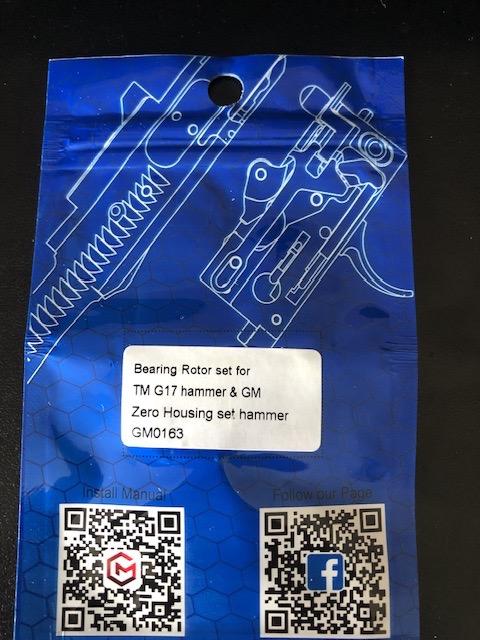 Bearing Rotor set for
TM G17 hammer & GM
Zero Housing set hammer
GM0163
Install Manual
Follow our Page